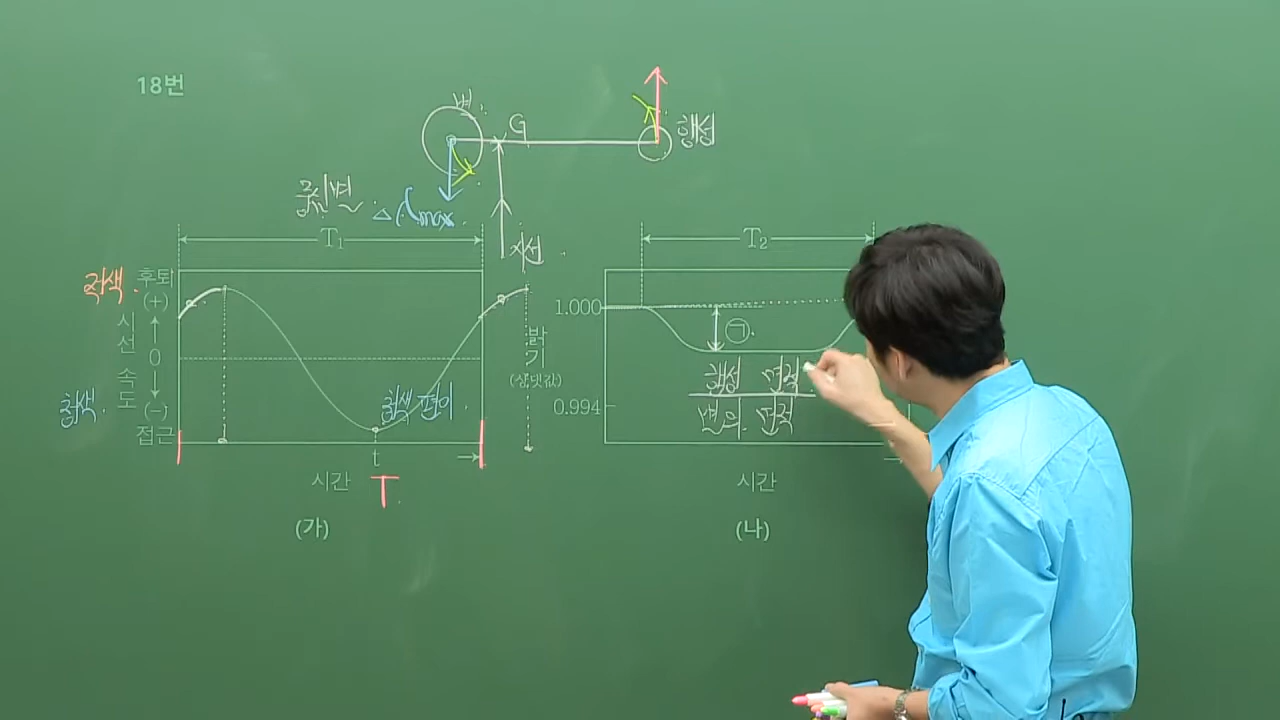 18번
별
G
행성
중심별
Δλmax
시선
T₁
T₂
적색
후퇴
(+)
시선 속도
0
청색
(−)
접근
청색 편이
t
시간
T
(가)
밝기
(상댓값)
1.000
㉠
행성 면적
별의 면적
0.994
시간
(나)